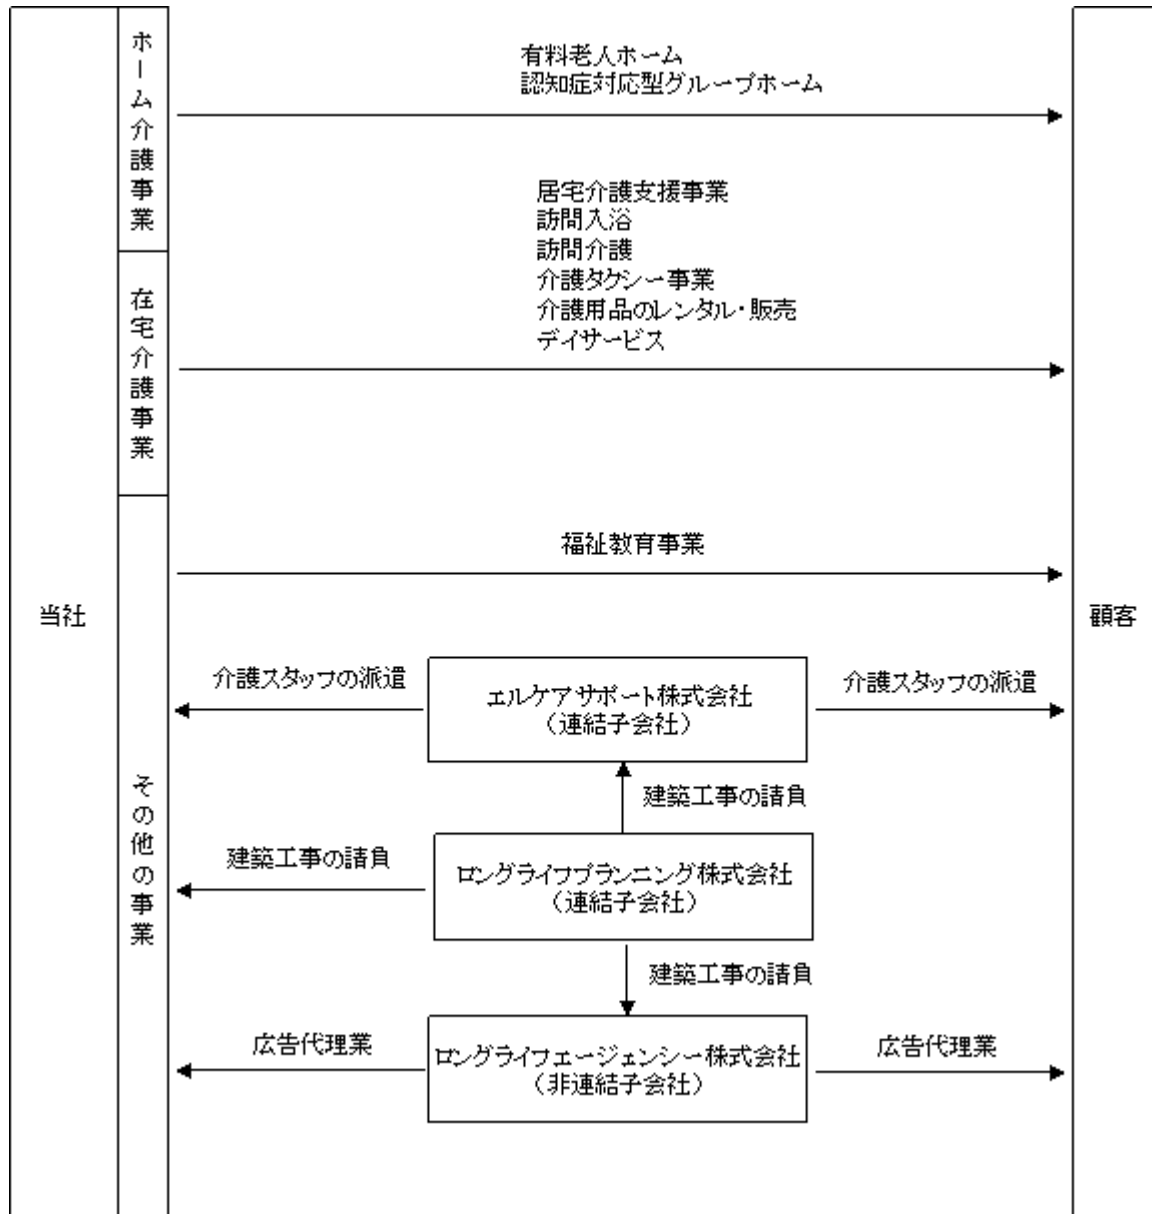 ホーム介護事業
有料老人ホーム
認知症対応型グループホーム
居宅介護支援事業
訪問入浴
訪問介護
介護タクシー事業
介護用品のレンタル・販売
デイサービス
在宅介護事業
福祉教育事業
当社
顧客
介護スタッフの派遣
エルケアサポート株式会社
（連結子会社）
介護スタッフの派遣
建築工事の請負
その他の事業
建築工事の請負
ロングライフプランニング株式会社
（連結子会社）
建築工事の請負
広告代理業
ロングライフエージェンシー株式会社
（非連結子会社）
広告代理業